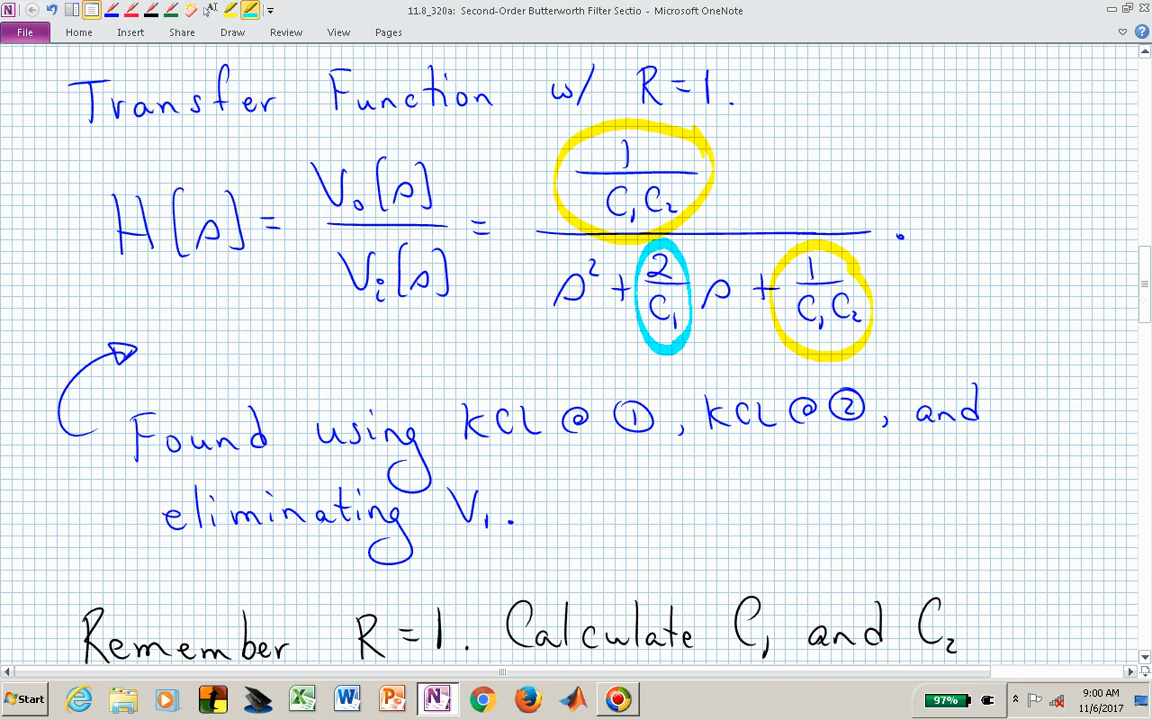 11.8_320a: Second-Order Butterworth Filter Sectio - Microsoft OneNote
File Home Insert Share Draw Review View Pages
Transfer Function w/ R=1.
H(s) = V₀(s)/Vᵢ(s) = (1/(C₁C₂))/(s² + (2/C₁)s + 1/(C₁C₂)).
Found using KCL @ ①, KCL @ ②, and
eliminating V₁.
Remember R=1. Calculate C₁ and C₂
Start
97%
9:00 AM
11/6/2017